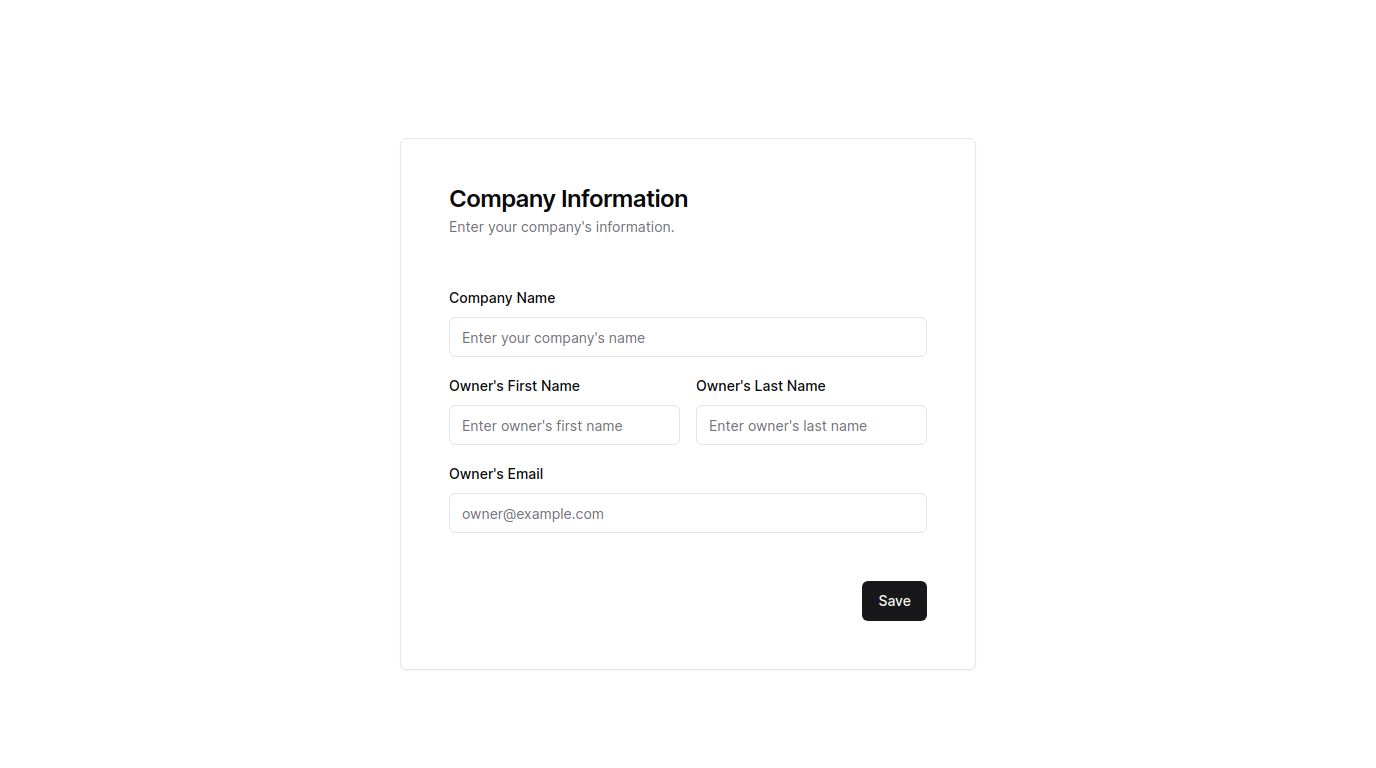 Company Information
Enter your company's information.
Company Name
Enter your company's name
Owner's First Name
Owner's Last Name
Enter owner's first name
Enter owner's last name
Owner's Email
owner@example.com
Save